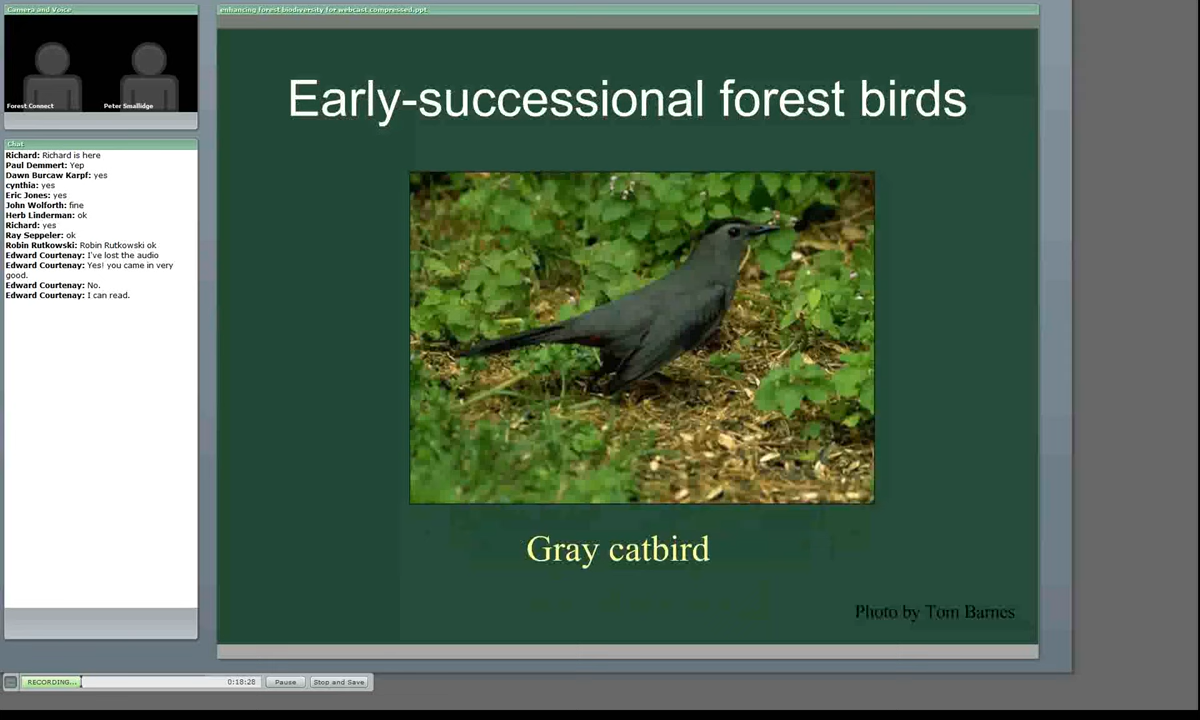 Camera and Voice
Forest Connect
Peter Smallidge
Chat
Richard: Richard is here
Paul Demmert: Yep
Dawn Burcaw Karpf: yes
cynthia: yes
Eric Jones: yes
John Wolforth: fine
Herb Linderman: ok
Richard: yes
Ray Seppeler: ok
Robin Rutkowski: Robin Rutkowski ok
Edward Courtenay: I've lost the audio
Edward Courtenay: Yes! you came in very
good.
Edward Courtenay: No.
Edward Courtenay: I can read.
enhancing forest biodiversity for webcast compressed.ppt
Early-successional forest birds
Gray catbird
Photo by Tom Barnes
RECORDING...
0:18:28
Pause
Stop and Save